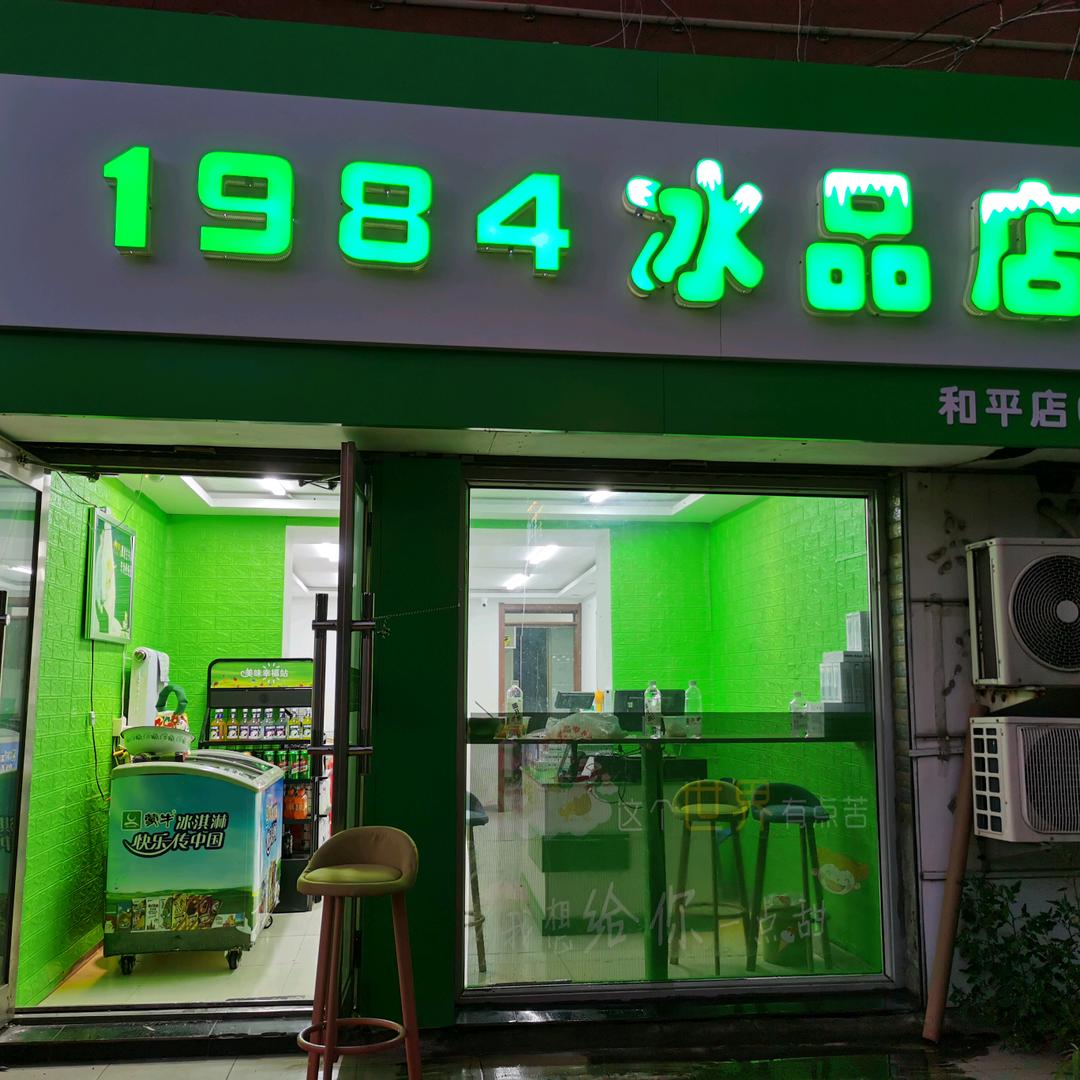 1984冰品店
和平店
美味幸福站
蒙牛冰淇淋
快乐传中国
这个世界有点苦
我想给你一点甜